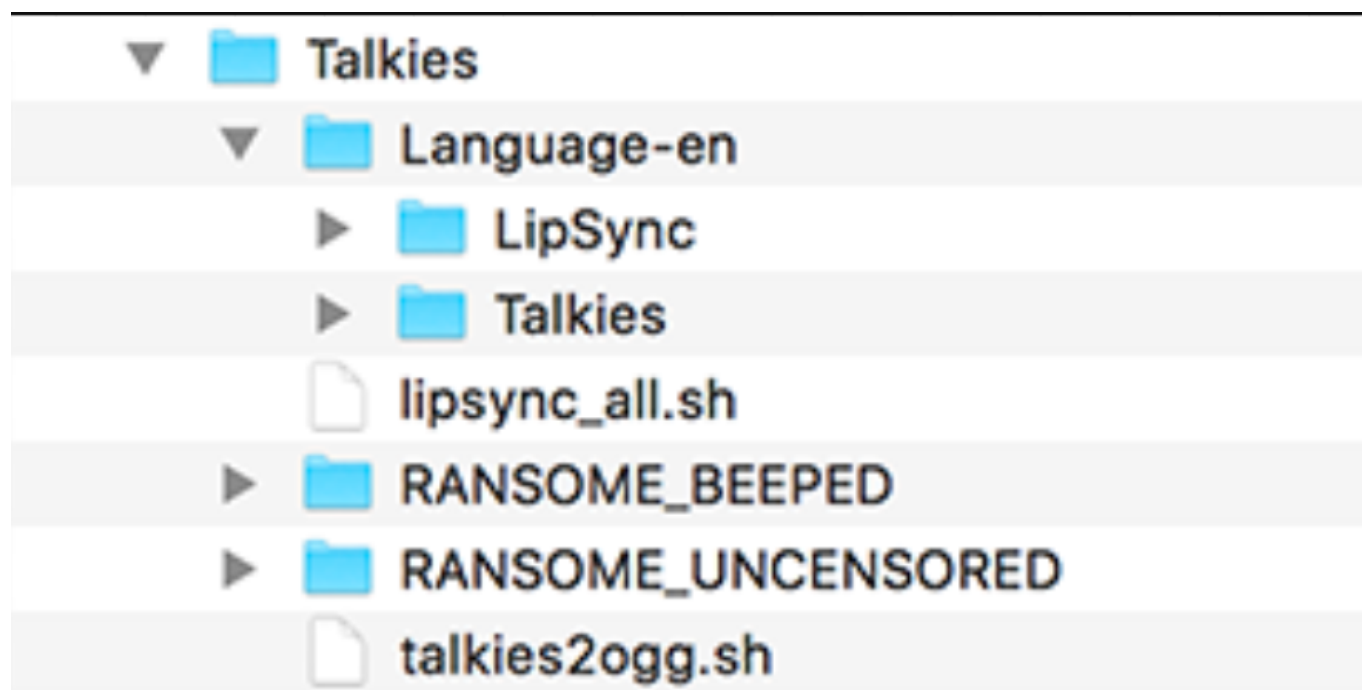 Talkies
Language-en
LipSync
Talkies
lipsync_all.sh
RANSOME_BEEPED
RANSOME_UNCENSORED
talkies2ogg.sh